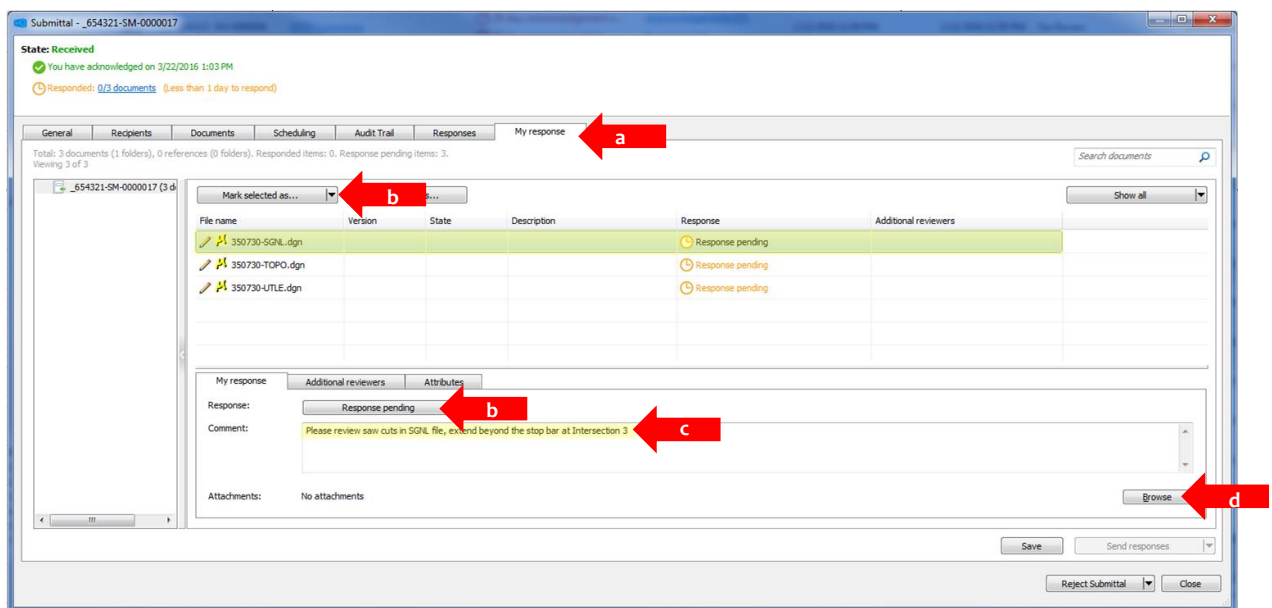 Submittal - _654321-SM-0000017
State: Received
You have acknowledged on 3/22/2016 1:03 PM
Responded: 0/3 documents (Less than 1 day to respond)
General Recipients Documents Scheduling Audit Trail Responses My response
a
Total: 3 documents (1 folders), 0 references (0 folders). Responded items: 0. Response pending items: 3.
Viewing 3 of 3
Search documents
_654321-SM-0000017 (3 d
Mark selected as... b s... Show all
File name Version State Description Response Additional reviewers
350730-SGNL.dgn Response pending
350730-TOPO.dgn Response pending
350730-UTLE.dgn Response pending
My response Additional reviewers Attributes
Response: Response pending b
Comment: Please review saw cuts in SGNL file, extend beyond the stop bar at Intersection 3 c
Attachments: No attachments Browse d
Save Send responses
Reject Submittal Close